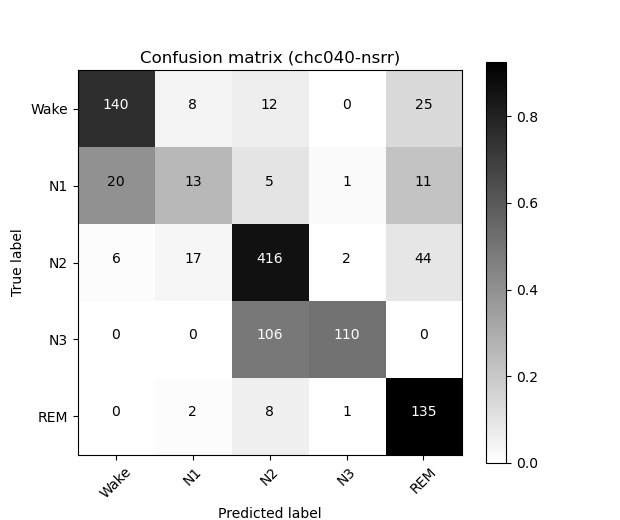 Confusion matrix (chc040-nsrr)
Wake 140 8 12 0 25
N1 20 13 5 1 11
N2 6 17 416 2 44
N3 0 0 106 110 0
REM 0 2 8 1 135
Wake N1 N2 N3 REM
Predicted label
True label
0.8
0.6
0.4
0.2
0.0